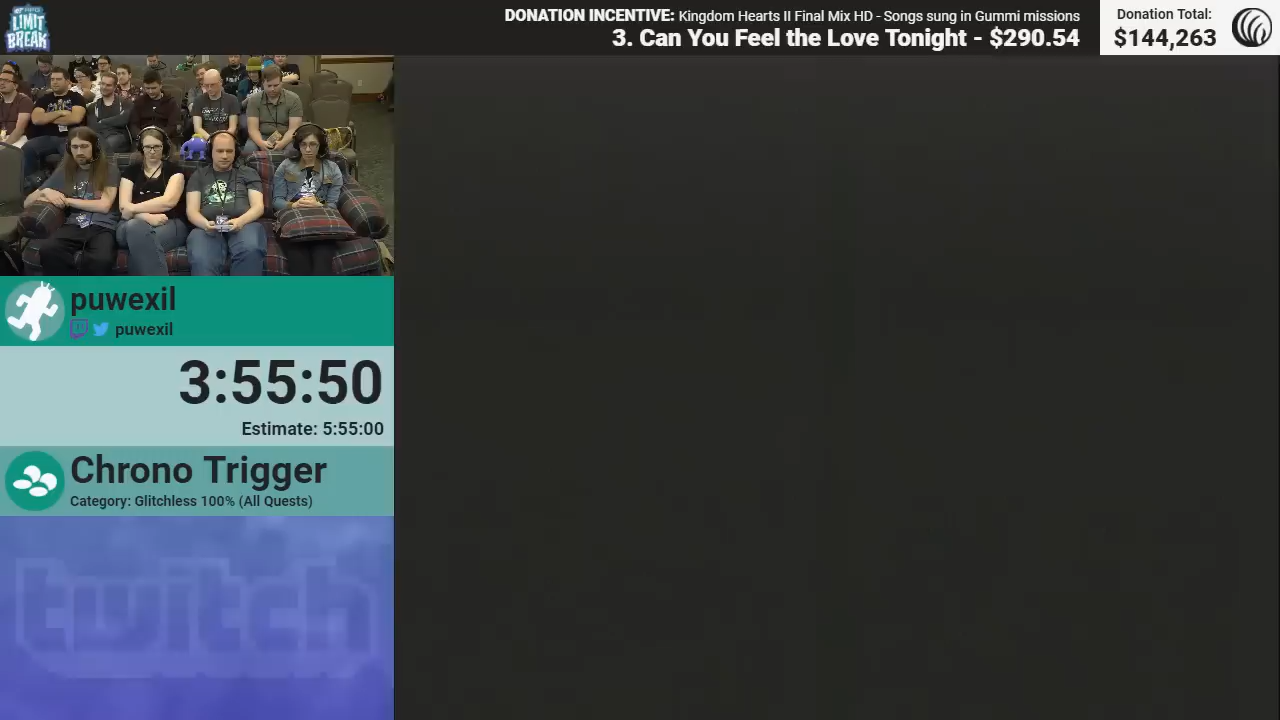 LIMIT
BREAK
DONATION INCENTIVE: Kingdom Hearts II Final Mix HD - Songs sung in Gummi missions
3. Can You Feel the Love Tonight - $290.54
Donation Total:
$144,263
puwexil
puwexil
3:55:50
Estimate: 5:55:00
Chrono Trigger
Category: Glitchless 100% (All Quests)
twitch